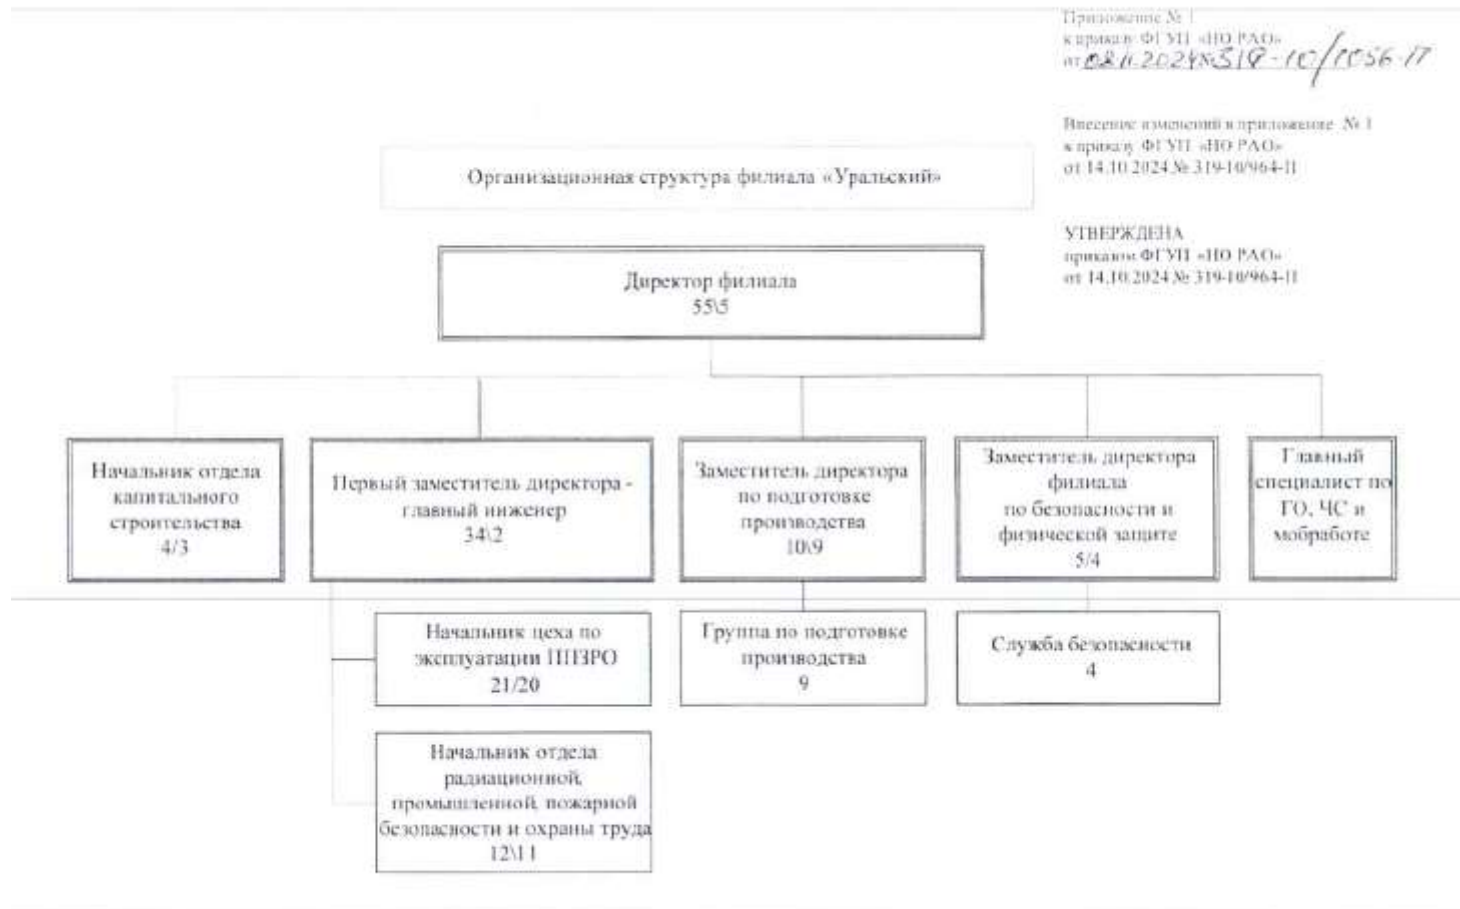 Приложение № 1
к приказу ФГУП «НО РАО»
от 08.11.2024 № 319-10/1056-П
Внесение изменений в приложение № 1
к приказу ФГУП «НО РАО»
от 14.10.2024 № 319-10/964-П
УТВЕРЖДЕНА
приказом ФГУП «НО РАО»
от 14.10.2024 № 319-10/964-П
Организационная структура филиала «Уральский»
Директор филиала
55\5
Начальник отдела
капитального
строительства
4/3
Первый заместитель директора -
главный инженер
34\2
Заместитель директора
по подготовке
производства
10\9
Заместитель директора
филиала
по безопасности и
физической защите
5/4
Главный
специалист по
ГО, ЧС и
мобработе
Начальник цеха по
эксплуатации ППЗРО
21/20
Группа по подготовке
производства
9
Служба безопасности
4
Начальник отдела
радиационной,
промышленной, пожарной
безопасности и охраны труда
12\11